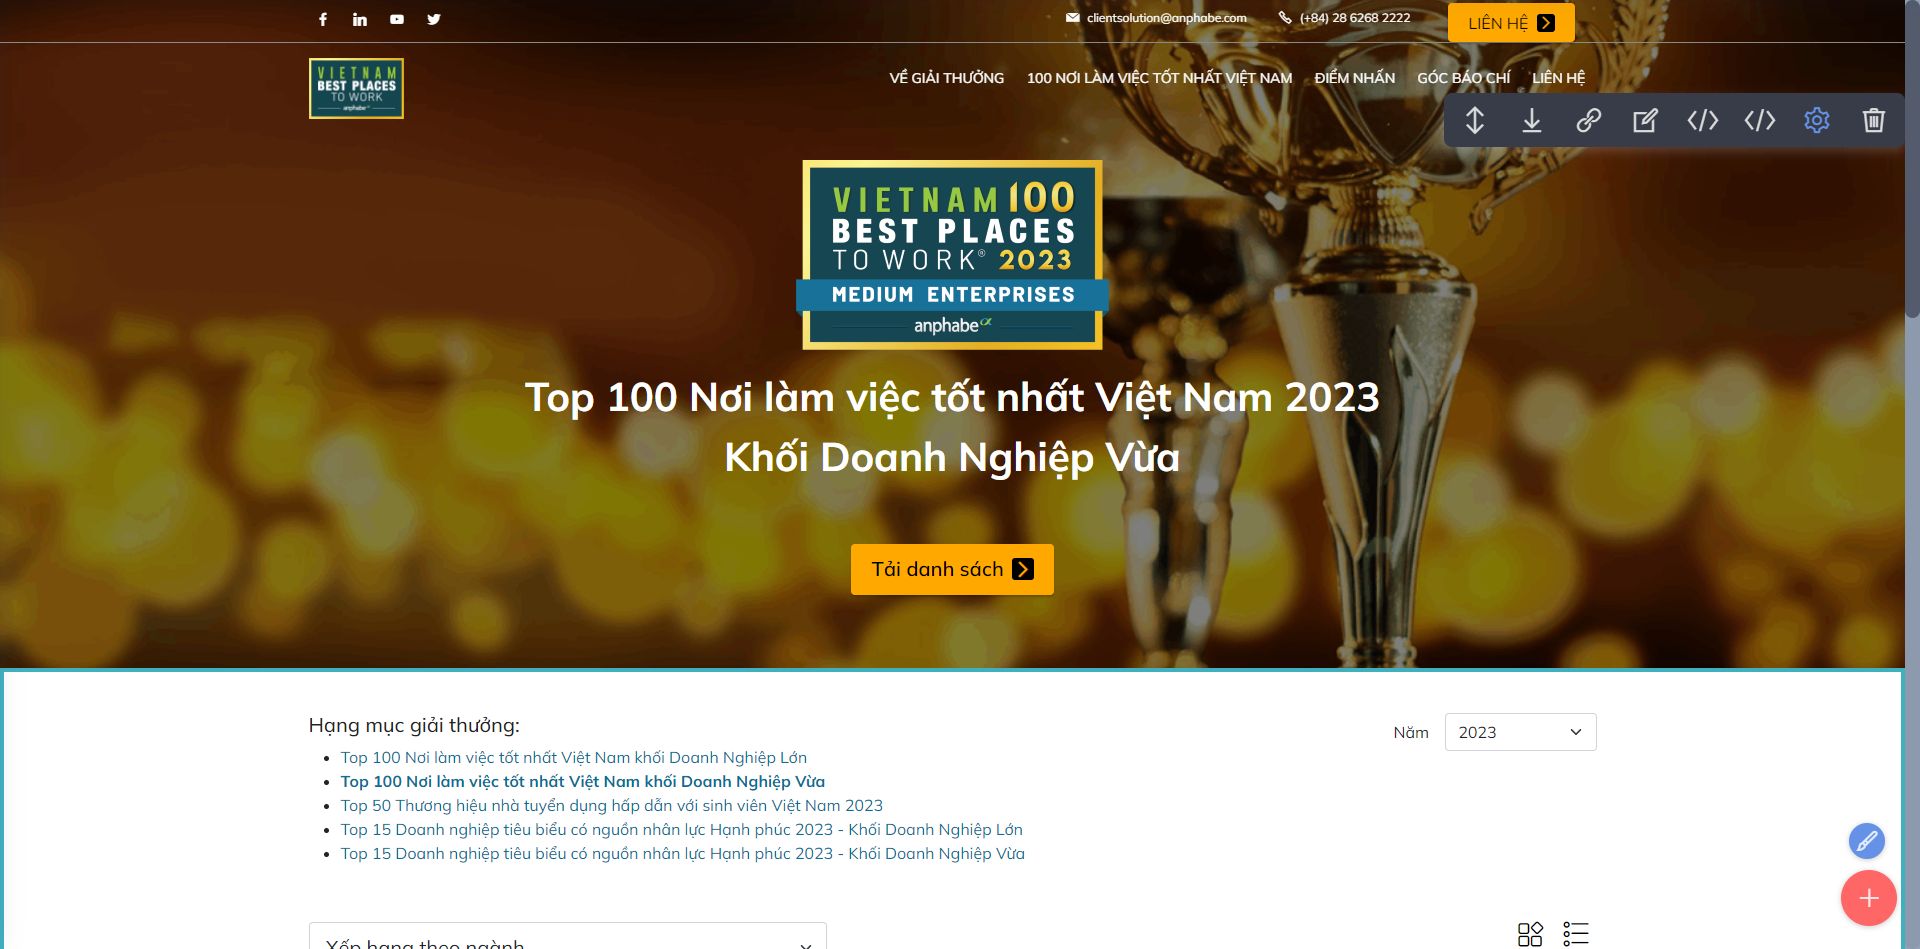 clientsolution@anphabe.com
(+84) 28 6268 2222
LIÊN HỆ
VIETNAM
BEST PLACES
TO WORK
anphabe
VỀ GIẢI THƯỞNG
100 NƠI LÀM VIỆC TỐT NHẤT VIỆT NAM
ĐIỂM NHẤN
GÓC BÁO CHÍ
LIÊN HỆ
VIETNAM 100
BEST PLACES
TO WORK® 2023
MEDIUM ENTERPRISES
anphabe
Top 100 Nơi làm việc tốt nhất Việt Nam 2023
Khối Doanh Nghiệp Vừa
Tải danh sách
Hạng mục giải thưởng:
Năm
2023
Top 100 Nơi làm việc tốt nhất Việt Nam khối Doanh Nghiệp Lớn
Top 100 Nơi làm việc tốt nhất Việt Nam khối Doanh Nghiệp Vừa
Top 50 Thương hiệu nhà tuyển dụng hấp dẫn với sinh viên Việt Nam 2023
Top 15 Doanh nghiệp tiêu biểu có nguồn nhân lực Hạnh phúc 2023 - Khối Doanh Nghiệp Lớn
Top 15 Doanh nghiệp tiêu biểu có nguồn nhân lực Hạnh phúc 2023 - Khối Doanh Nghiệp Vừa
Xếp hạng theo ngành